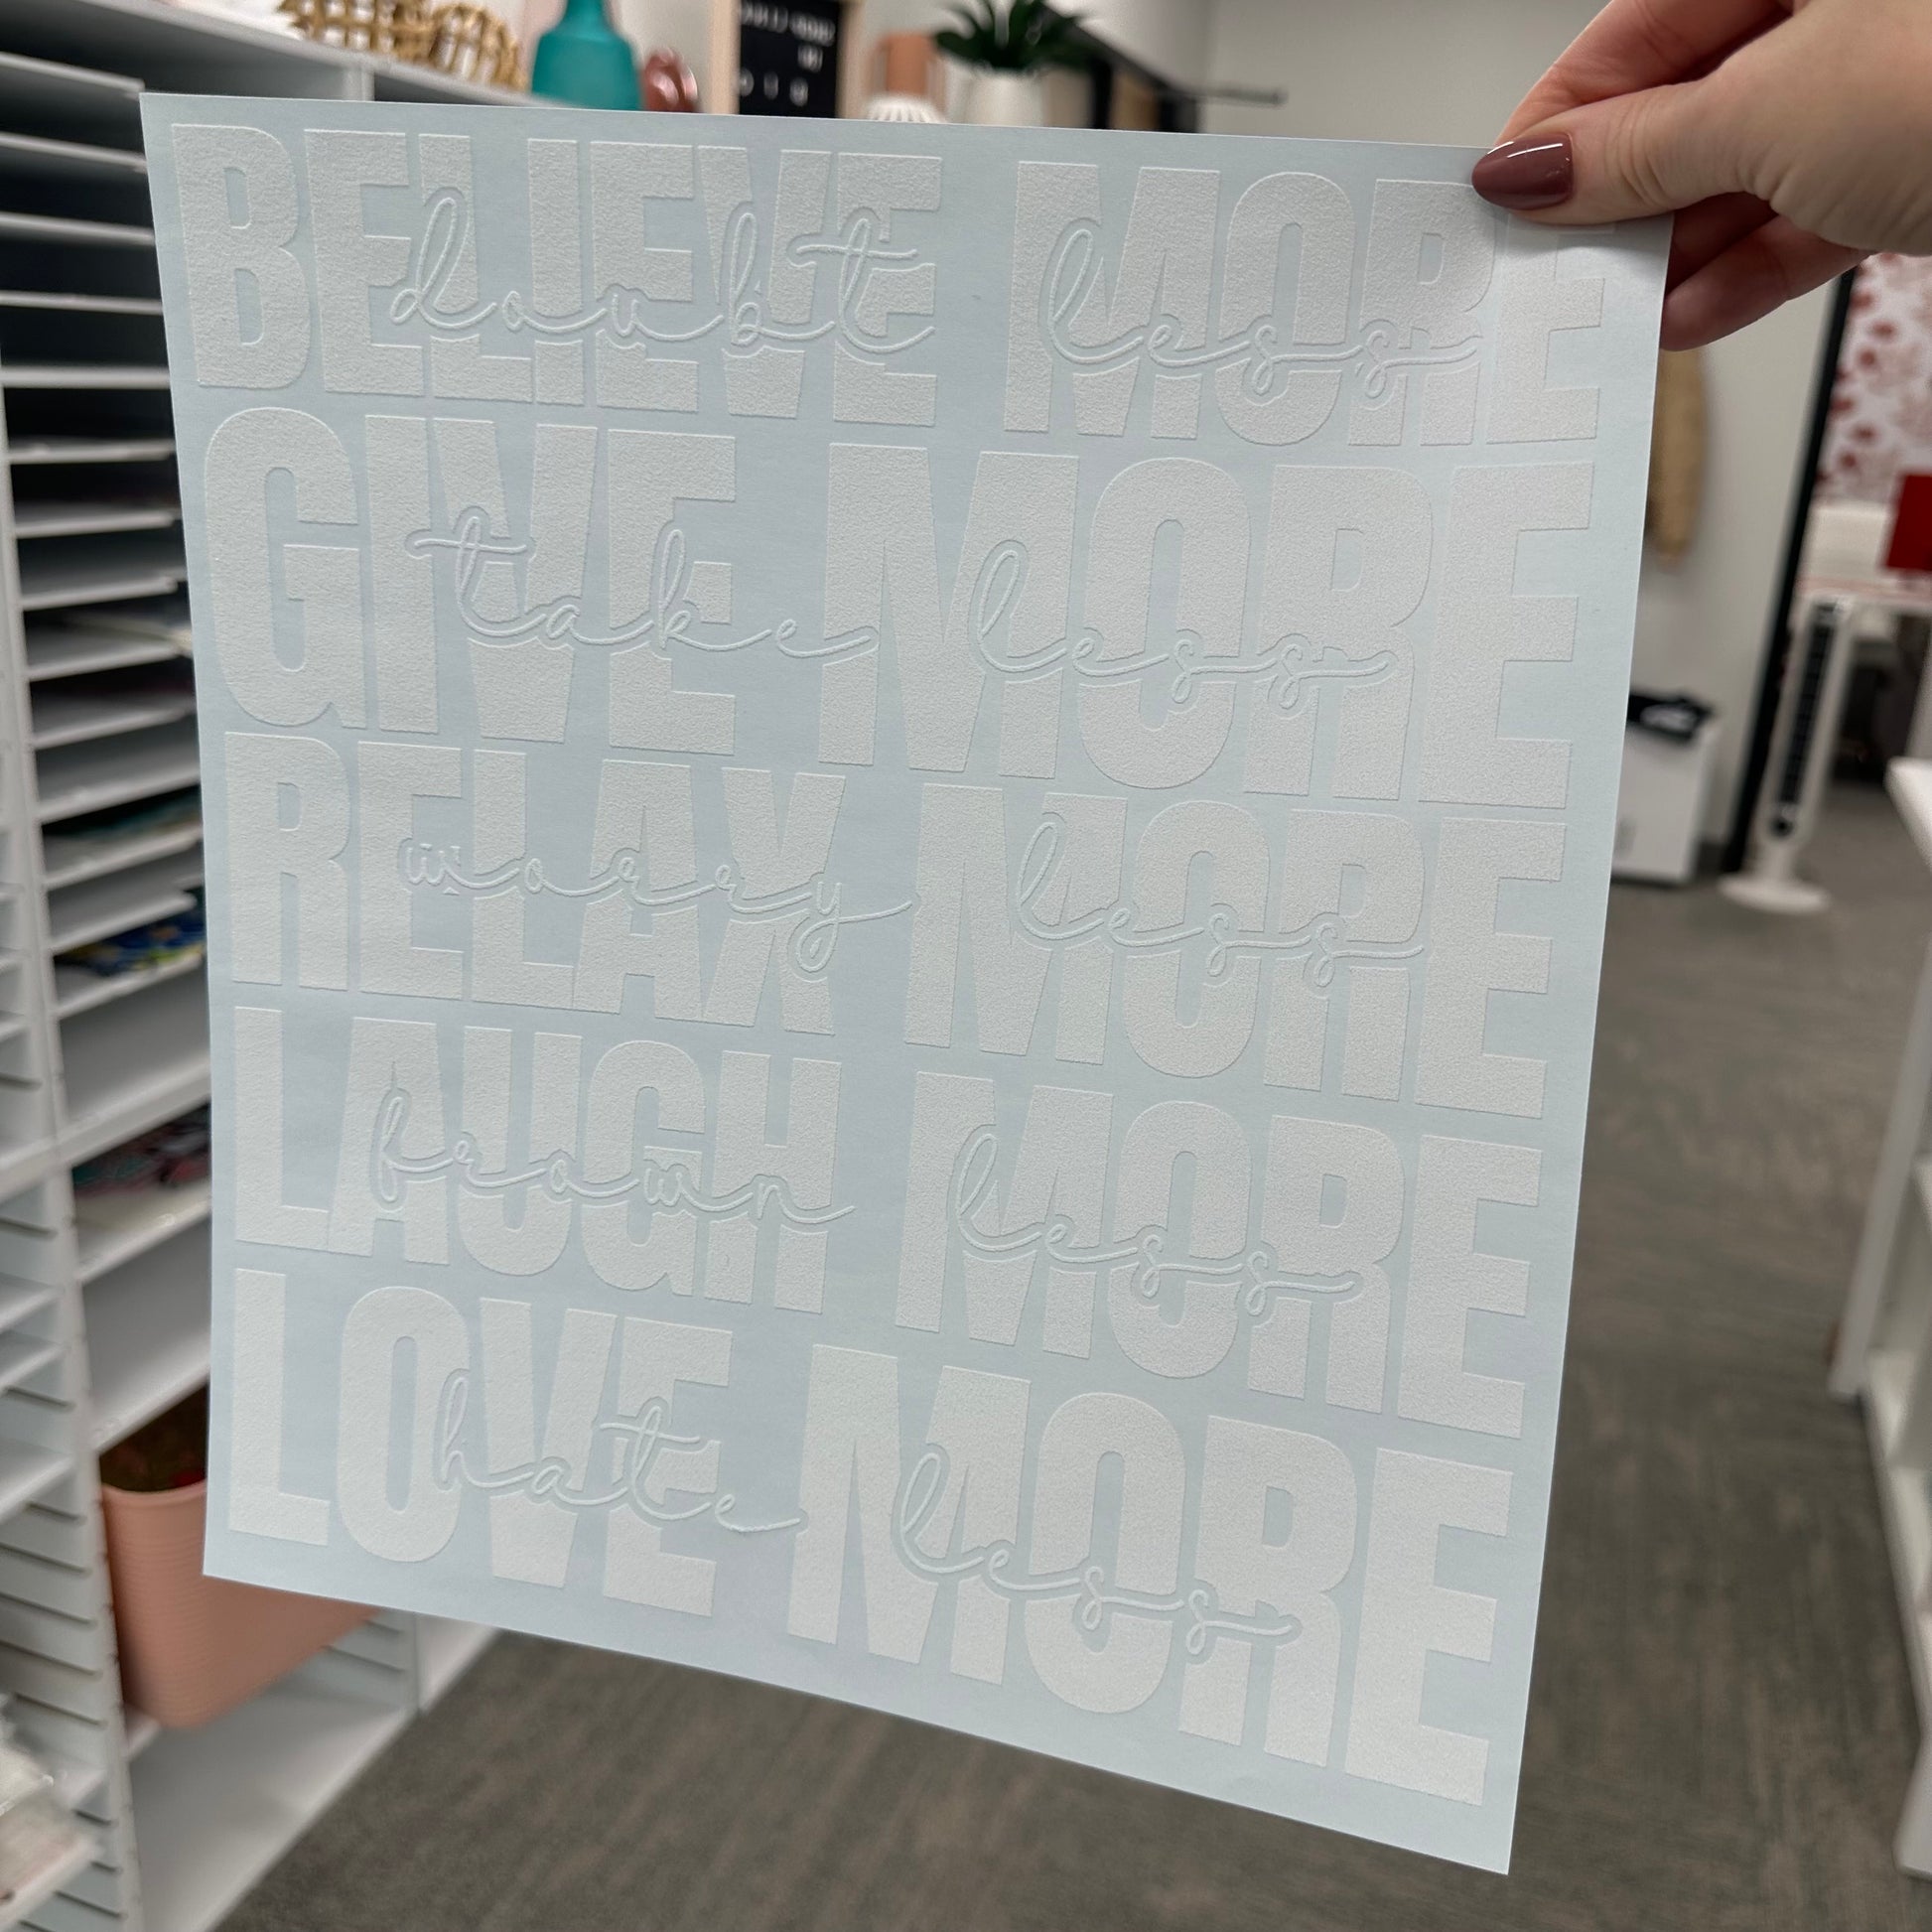 BELIEVE MORE
doubt less
GIVE MORE
take less
RELAX MORE
worry less
LAUGH MORE
frown less
LOVE MORE
hate less